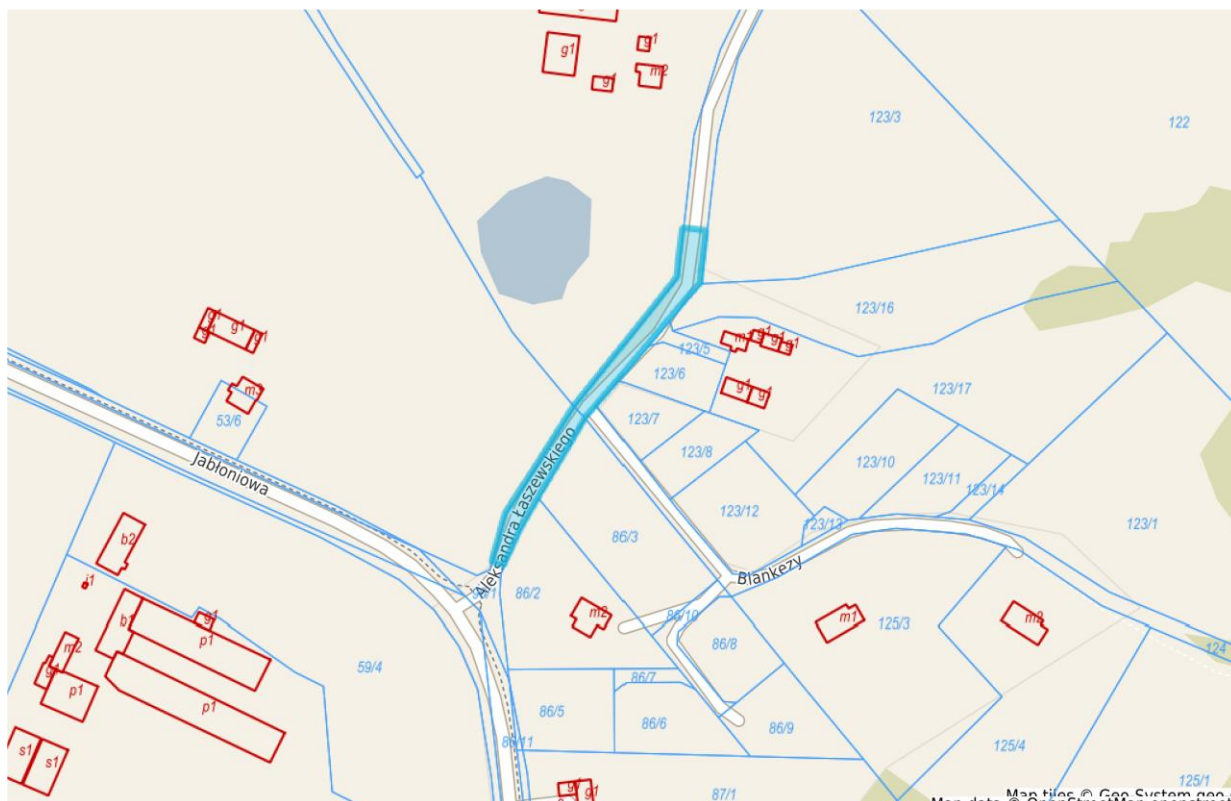 g1
g1
g1
m2
123/3
122
123/16
g1
g1
g1
g1
m3
53/6
m1
g1
g1
g1
123/5
123/6
g1
g1
123/7
123/17
123/8
123/10
123/11
123/14
Jabłoniowa
Aleksandra Łaszewskiego
123/12
123/13
123/1
86/3
b2
i1
86/2
Blankezy
b1
g1
p1
m2
86/10
m1
125/3
m2
m2
g1
p1
59/4
86/8
124
p1
86/7
86/5
86/6
86/9
s1
s1
86/11
125/4
g1
g1
87/1
125/1
Map tiles © Geo-System